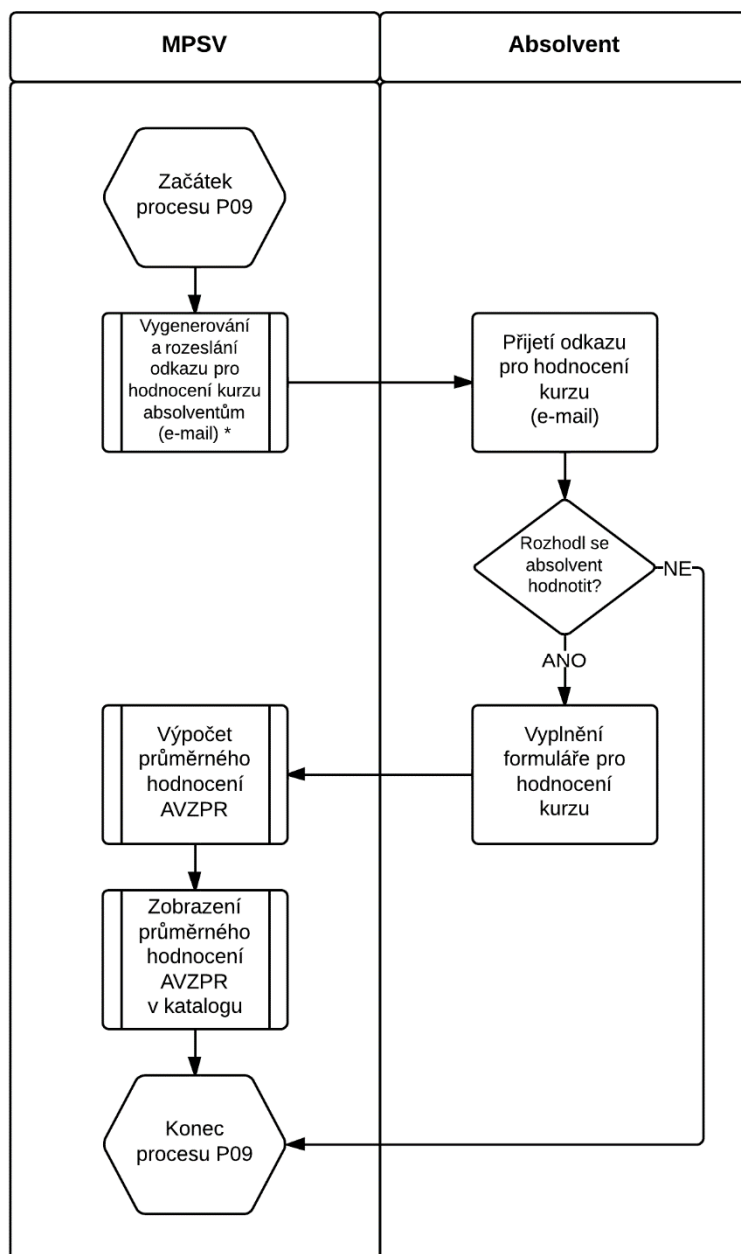 MPSV
Absolvent
Začátek
procesu P09
Vygenerování
a rozeslání
odkazu pro
hodnocení kurzu
absolventům
(e-mail) *
Přijetí odkazu
pro hodnocení
kurzu
(e-mail)
Rozhodl se
absolvent
hodnotit?
NE
ANO
Výpočet
průměrného
hodnocení
AVZPR
Vyplnění
formuláře pro
hodnocení
kurzu
Zobrazení
průměrného
hodnocení
AVZPR
v katalogu
Konec
procesu P09